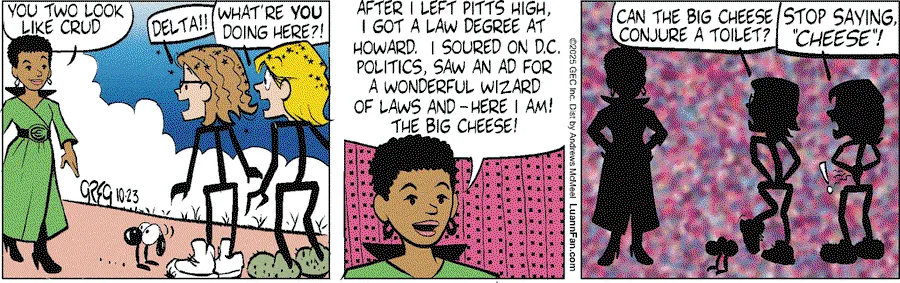 YOU TWO LOOK
LIKE CRUD
DELTA!!
WHAT'RE YOU
DOING HERE?!
GREG 10·23
AFTER I LEFT PITTS HIGH,
I GOT A LAW DEGREE AT
HOWARD. I SOURED ON D.C.
POLITICS, SAW AN AD FOR
A WONDERFUL WIZARD
OF LAWS AND – HERE I AM!
THE BIG CHEESE!
©2025 GEC Inc. Dist by Andrews McMeel LuannFan.com
CAN THE BIG CHEESE
CONJURE A TOILET?
STOP SAYING,
"CHEESE"!
!